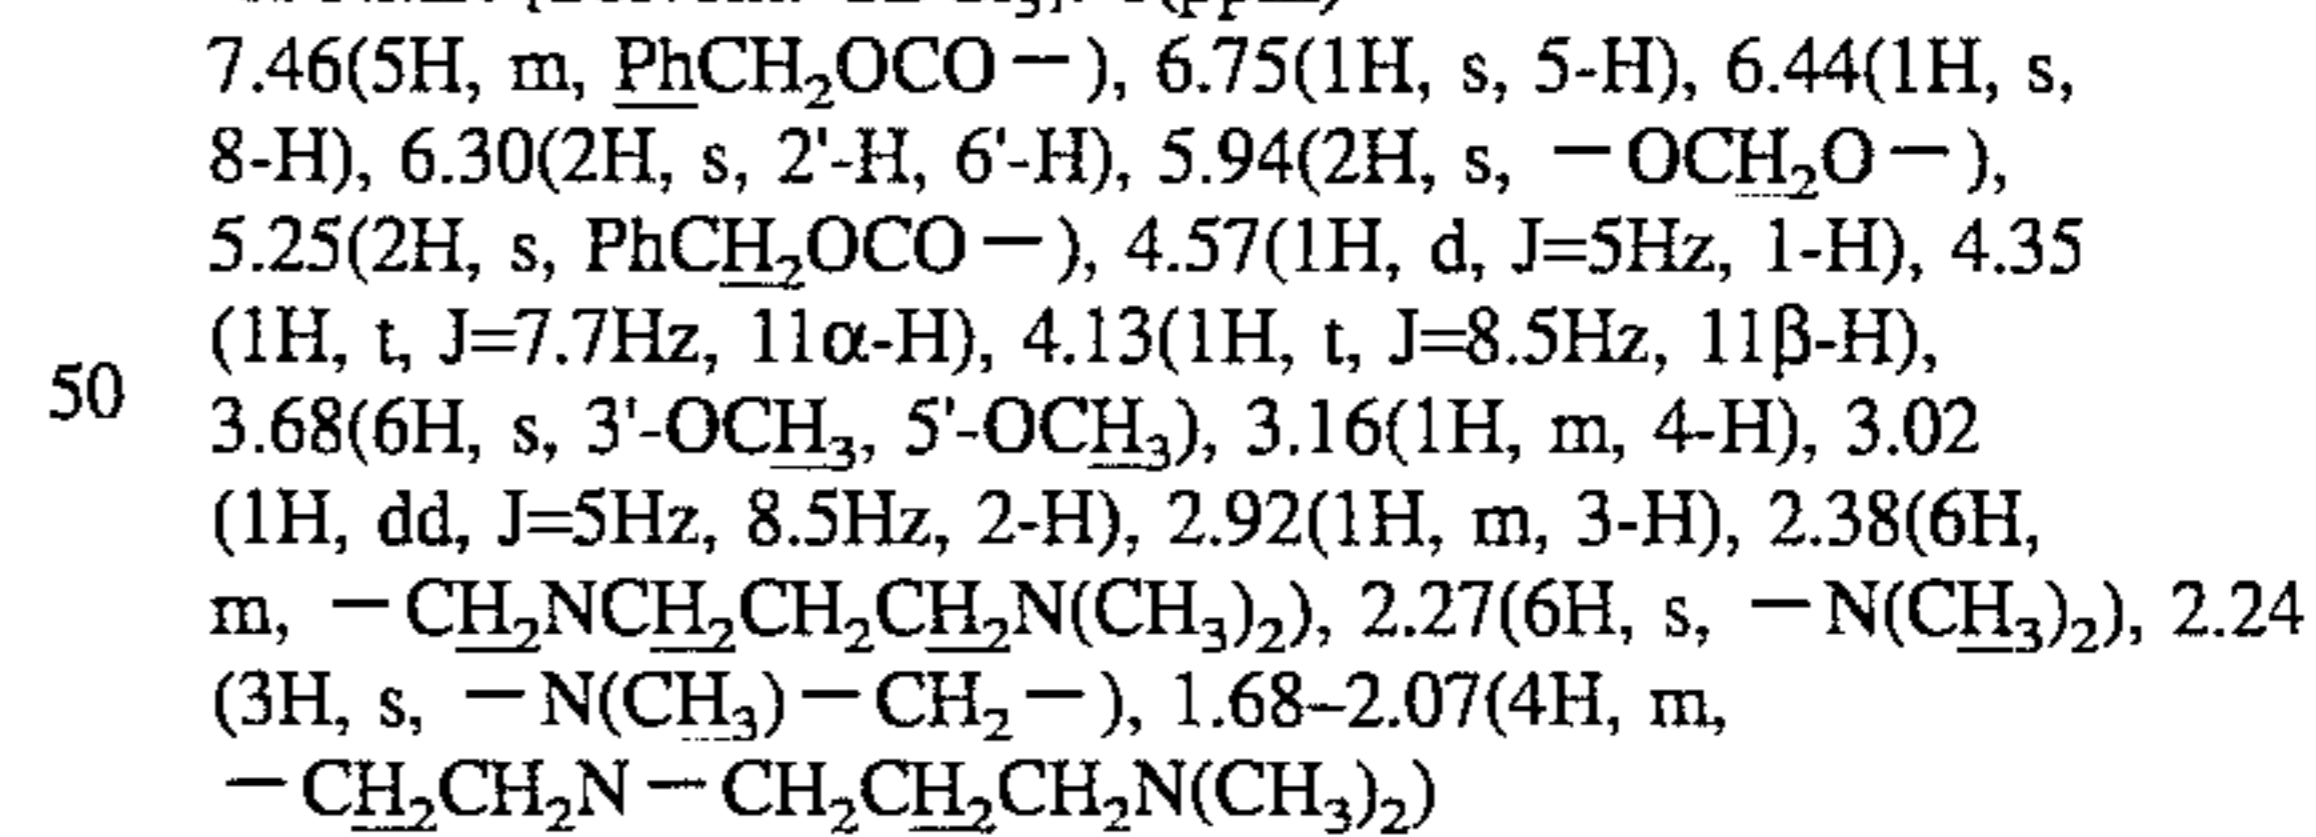 7.46(5H, m, PhCH₂OCO—), 6.75(1H, s, 5-H), 6.44(1H, s,
8-H), 6.30(2H, s, 2'-H, 6'-H), 5.94(2H, s, —OCH₂O—),
5.25(2H, s, PhCH₂OCO—), 4.57(1H, d, J=5Hz, 1-H), 4.35
(1H, t, J=7.7Hz, 11α-H), 4.13(1H, t, J=8.5Hz, 11β-H),
50
3.68(6H, s, 3'-OCH₃, 5'-OCH₃), 3.16(1H, m, 4-H), 3.02
(1H, dd, J=5Hz, 8.5Hz, 2-H), 2.92(1H, m, 3-H), 2.38(6H,
m, —CH₂NCH₂CH₂CH₂N(CH₃)₂), 2.27(6H, s, —N(CH₃)₂), 2.24
(3H, s, —N(CH₃)—CH₂—), 1.68–2.07(4H, m,
—CH₂CH₂N—CH₂CH₂CH₂N(CH₃)₂)